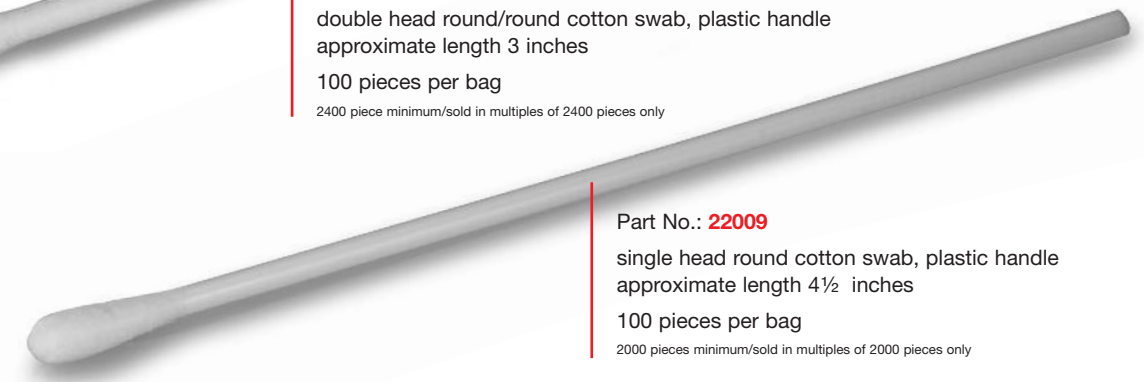 double head round/round cotton swab, plastic handle
approximate length 3 inches
100 pieces per bag
2400 piece minimum/sold in multiples of 2400 pieces only
Part No.: 22009
single head round cotton swab, plastic handle
approximate length 4½ inches
100 pieces per bag
2000 pieces minimum/sold in multiples of 2000 pieces only